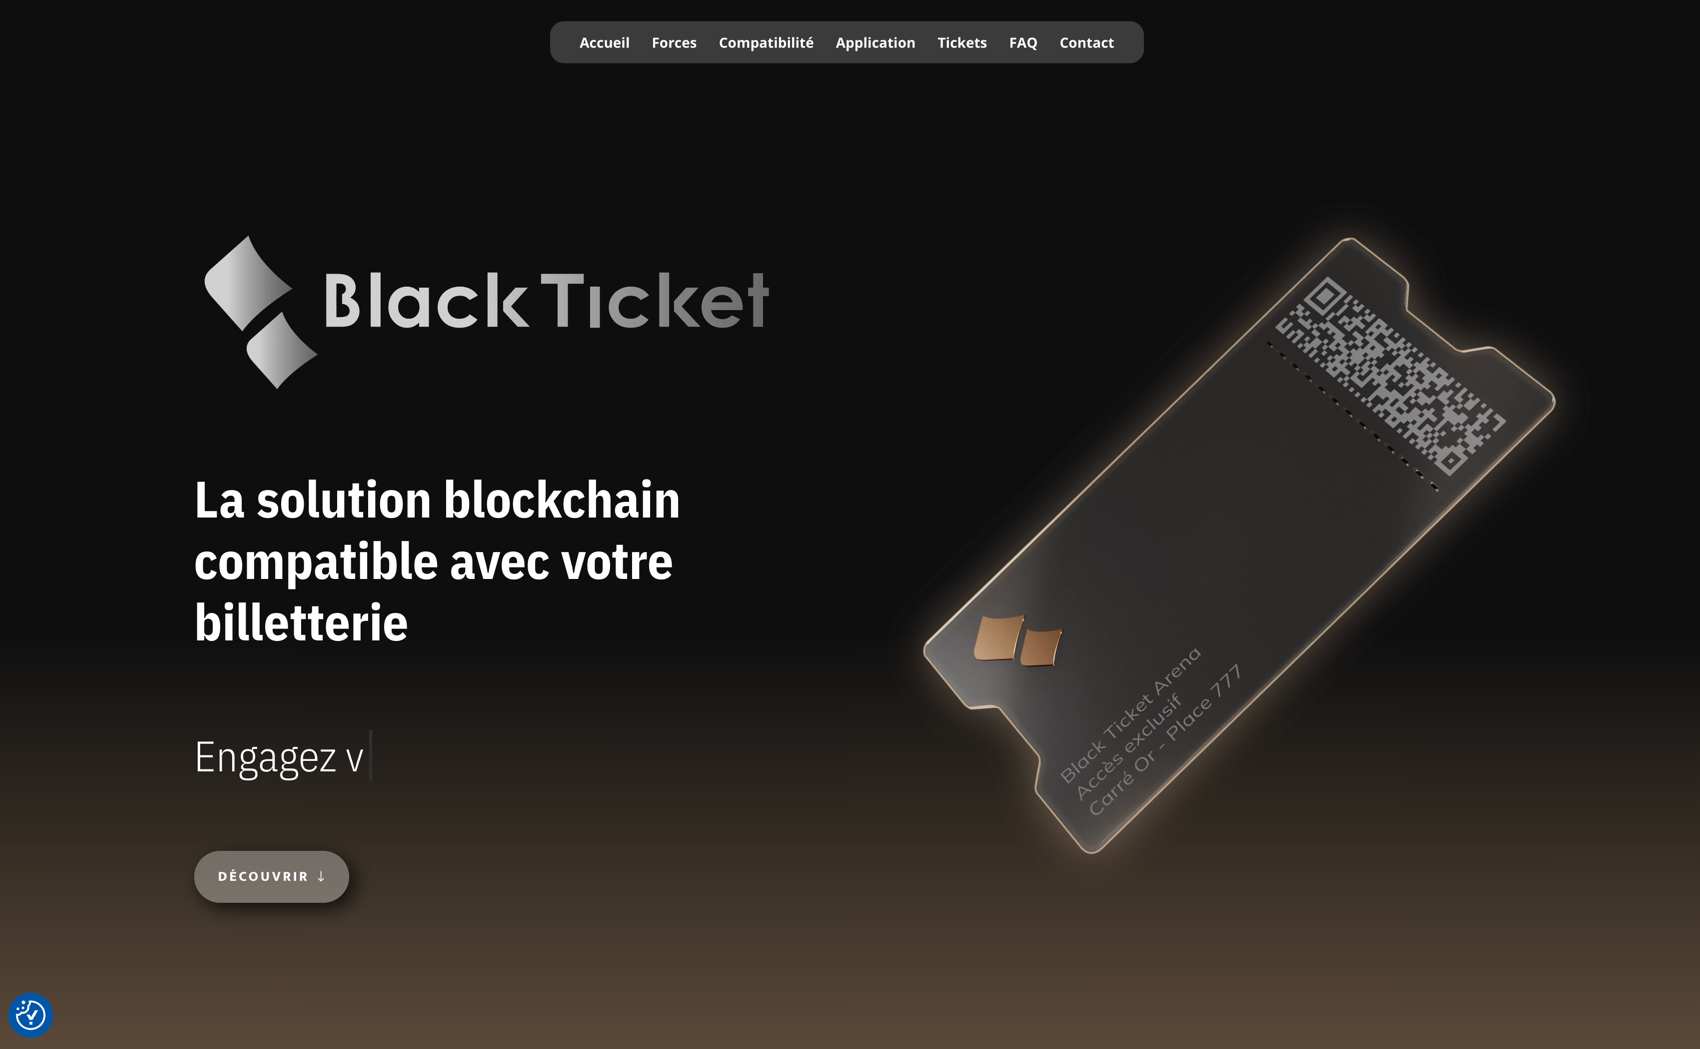 Accueil Forces Compatibilité Application Tickets FAQ Contact
Black Ticket
La solution blockchain
compatible avec votre
billetterie
Engagez v
DÉCOUVRIR ↓
Black Ticket Arena
Accès exclusif
Carré Or - Place 777